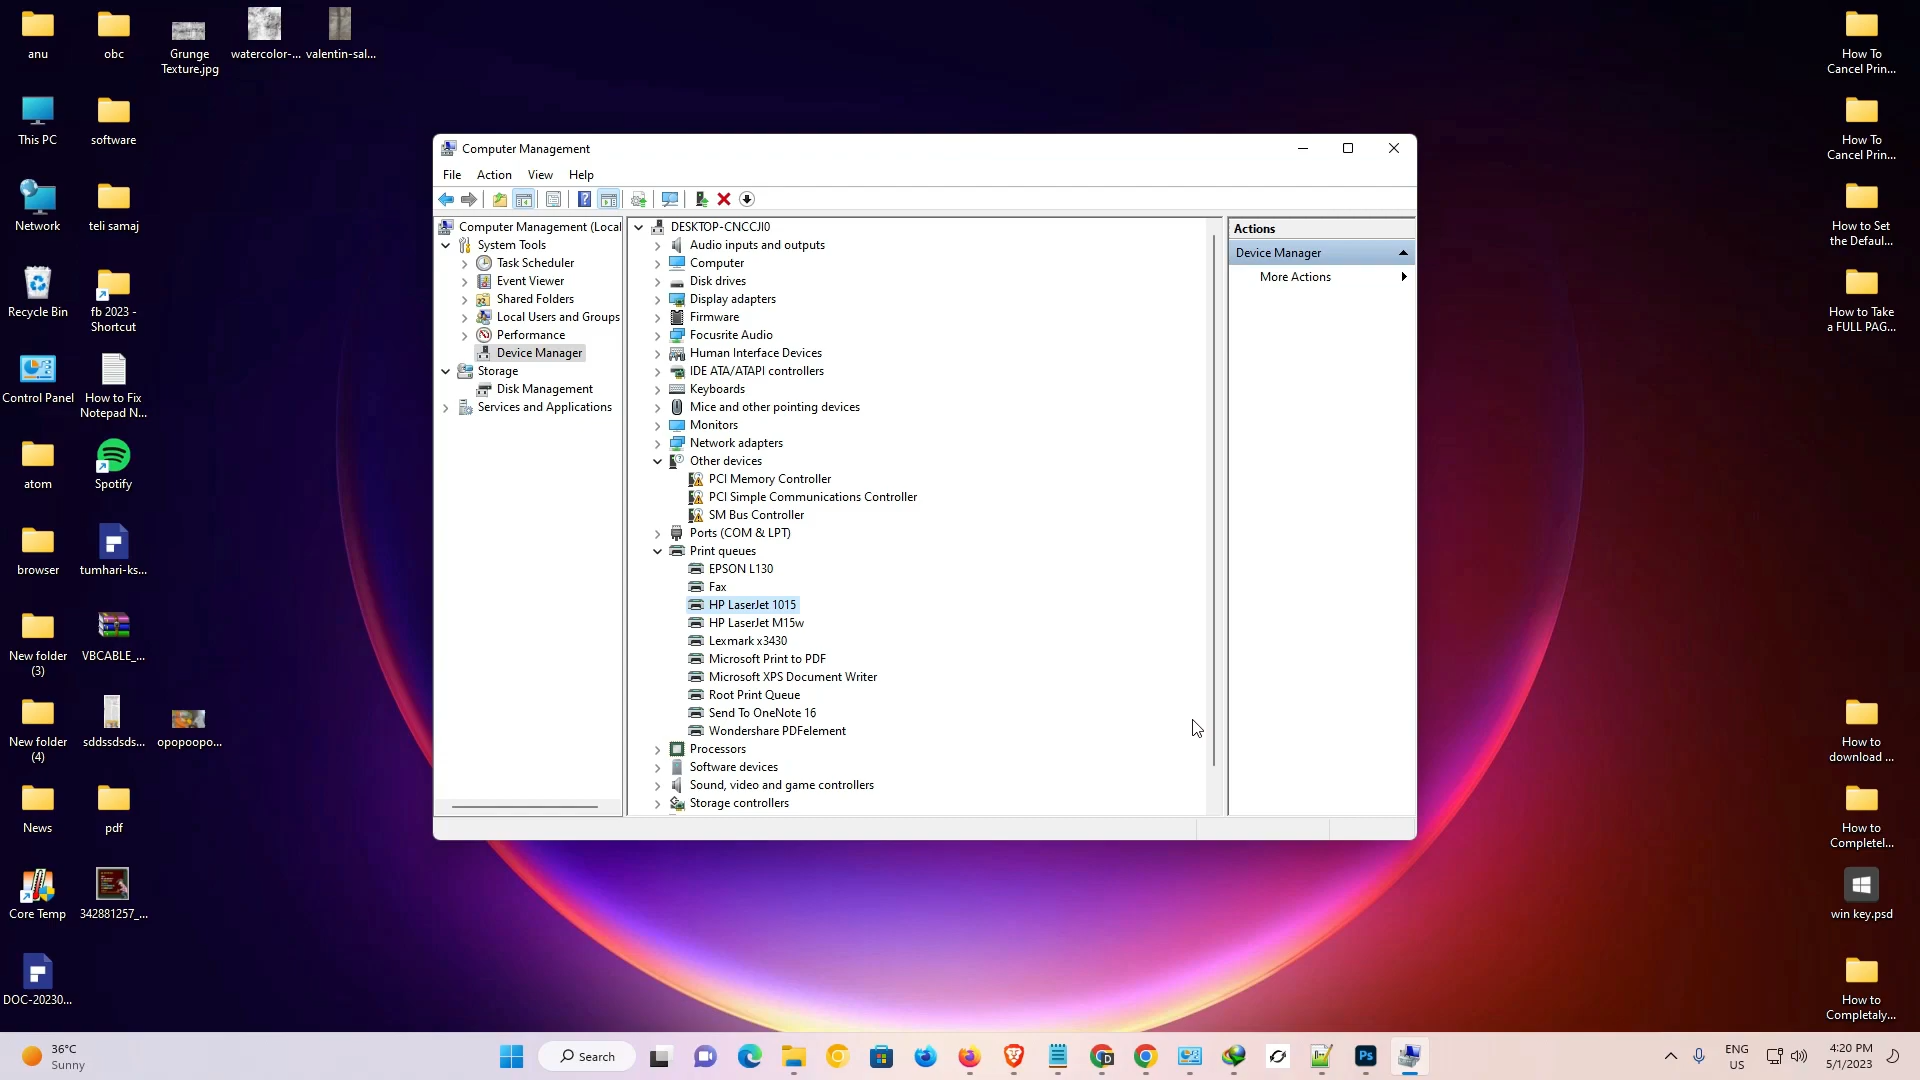 anu
obc
Grunge
Texture.jpg
watercolor-...
valentin-sal...
This PC
software
Network
teli samaj
Recycle Bin
fb 2023 -
Shortcut
Control Panel
How to Fix
Notepad N...
atom
Spotify
browser
tumhari-ks...
New folder
(3)
VBCABLE_...
New folder
(4)
sddssdsds...
opopoopo...
News
pdf
Core Temp
342881257_...
DOC-20230...
Computer Management
File Action View Help
Computer Management (Local
System Tools
Task Scheduler
Event Viewer
Shared Folders
Local Users and Groups
Performance
Device Manager
Storage
Disk Management
Services and Applications
DESKTOP-CNCCJI0
Audio inputs and outputs
Computer
Disk drives
Display adapters
Firmware
Focusrite Audio
Human Interface Devices
IDE ATA/ATAPI controllers
Keyboards
Mice and other pointing devices
Monitors
Network adapters
Other devices
PCI Memory Controller
PCI Simple Communications Controller
SM Bus Controller
Ports (COM & LPT)
Print queues
EPSON L130
Fax
HP LaserJet 1015
HP LaserJet M15w
Lexmark x3430
Microsoft Print to PDF
Microsoft XPS Document Writer
Root Print Queue
Send To OneNote 16
Wondershare PDFelement
Processors
Software devices
Sound, video and game controllers
Storage controllers
Actions
Device Manager
More Actions
How To
Cancel Prin...
How To
Cancel Prin...
How to Set
the Defaul...
How to Take
a FULL PAG...
How to
download ...
How to
Completel...
win key.psd
How to
Completaly...
36°C
Sunny
Search
D
Ps
ENG
US
4:20 PM
5/1/2023